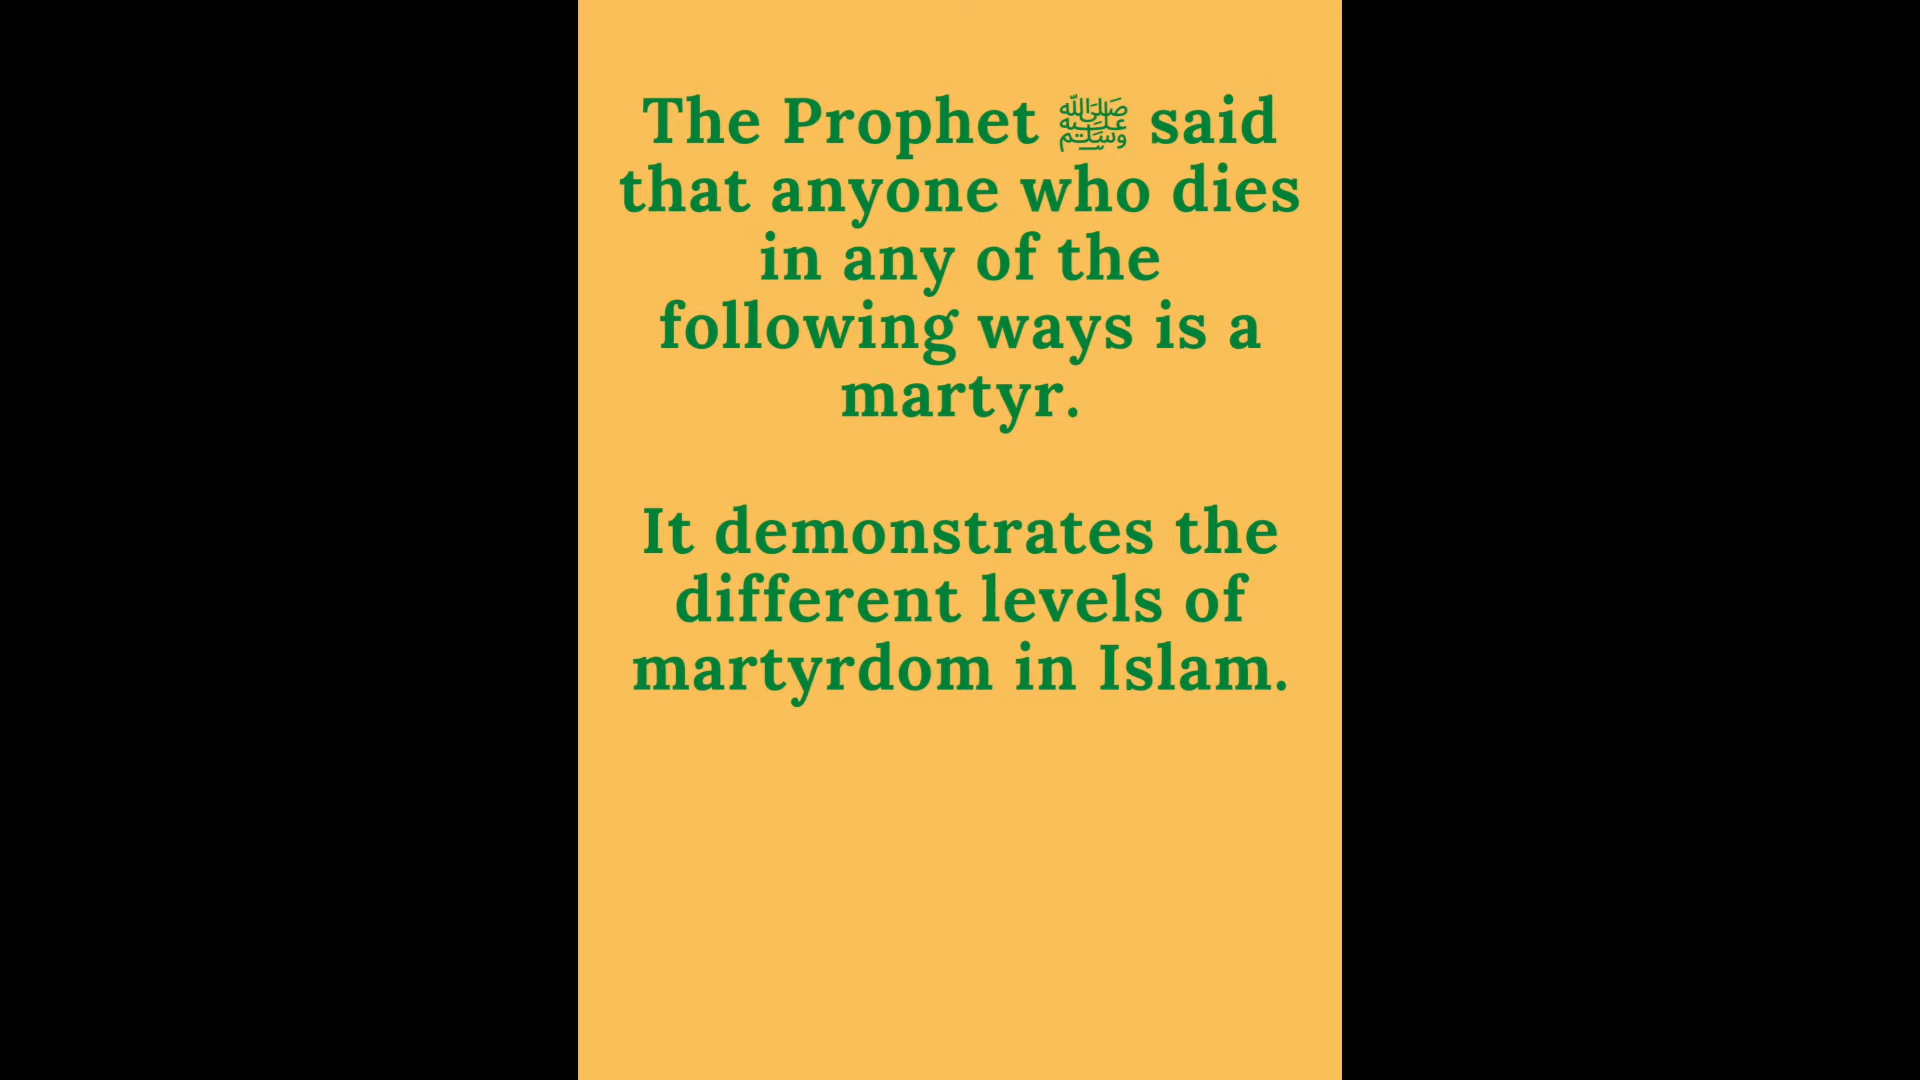 The Prophet ﷺ said
that anyone who dies
in any of the
following ways is a
martyr.
It demonstrates the
different levels of
martyrdom in Islam.